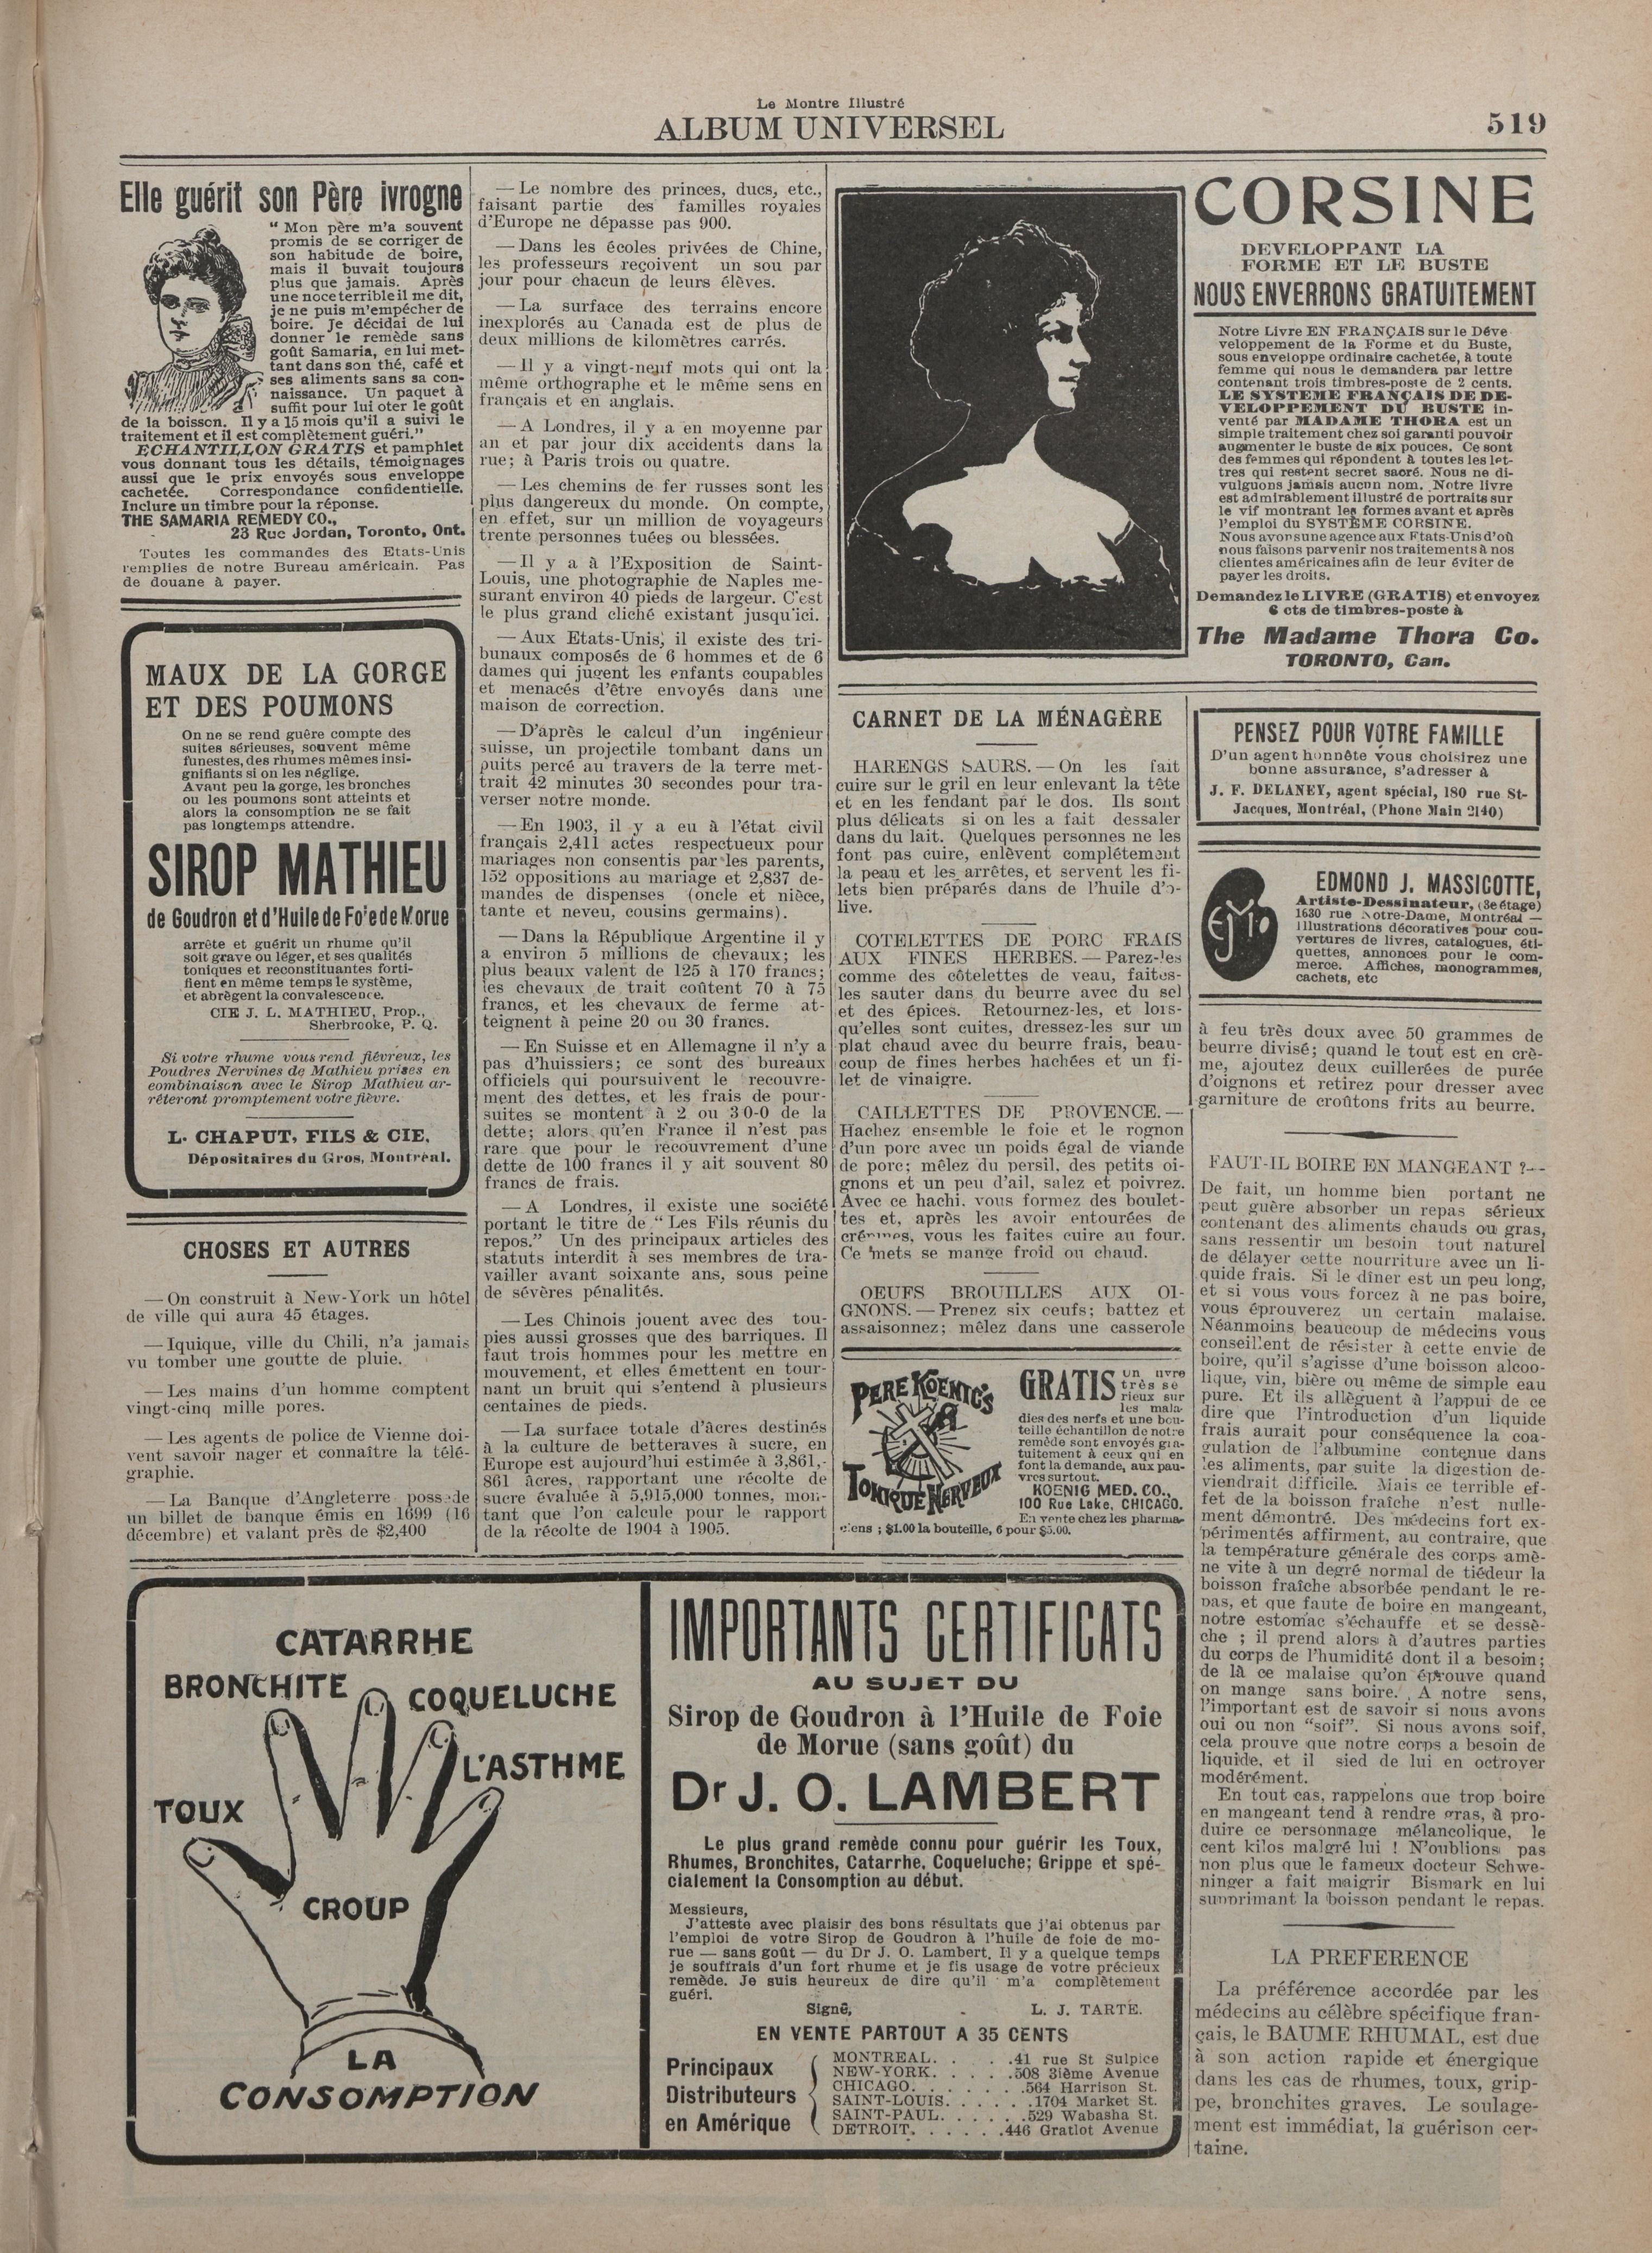 Le Montre Illustré
ALBUM UNIVERSEL
519
Elle guérit son Père ivrogne
“ Mon père m'a souvent
promis de se corriger de
son habitude de boire,
mais il buvait toujours
plus que jamais. Après
une noce terrible il me dit,
je ne puis m'empécher de
boire. Je décidai de lui
donner le remède sans
goût Samaria, en lui met-
tant dans son thé, café et
ses aliments sans sa con-
naissance. Un paquet à
suffit pour lui oter le goût
de la boisson. Il y a 15 mois qu'il a suivi le
traitement et il est complètement guéri.”
ECHANTILLON GRATIS et pamphlet
vous donnant tous les détails, témoignages
aussi que le prix envoyés sous enveloppe
cachetée. Correspondance confidentielle.
Inclure un timbre pour la réponse.
THE SAMARIA REMEDY CO.,
23 Rue Jordan, Toronto, Ont.
Toutes les commandes des Etats-Unis
remplies de notre Bureau américain. Pas
de douane à payer.
MAUX DE LA GORGE
ET DES POUMONS
On ne se rend guêre compte des
suites sérieuses, souvent même
funestes, des rhumes mêmes insi-
gnifiants si on les néglige.
Avant peu la gorge, les bronches
ou les poumons sont atteints et
alors la consomption ne se fait
pas longtemps attendre.
SIROP MATHIEU
de Goudron et d'Huile de Foie de Morue
arrête et guérit un rhume qu'il
soit grave ou léger, et ses qualités
toniques et reconstituantes forti-
fient en même temps le système,
et abrègent la convalescence.
CIE J. L. MATHIEU, Prop.,
Sherbrooke, P. Q.
Si votre rhume vous rend fiévreux, les
Poudres Nervines de Mathieu prises en
combinaison avec le Sirop Mathieu ar-
rêteront promptement votre fièvre.
L. CHAPUT, FILS & CIE,
Dépositaires du Gros, Montréal.
CHOSES ET AUTRES
— On construit à New-York un hôtel
de ville qui aura 45 étages.
— Iquique, ville du Chili, n'a jamais
vu tomber une goutte de pluie.
— Les mains d'un homme comptent
vingt-cinq mille pores.
— Les agents de police de Vienne doi-
vent savoir nager et connaître la télé-
graphie.
— La Banque d'Angleterre possède
un billet de banque émis en 1699 (16
décembre) et valant près de $2,400
— Le nombre des princes, ducs, etc.,
faisant partie des familles royales
d'Europe ne dépasse pas 900.
— Dans les écoles privées de Chine,
les professeurs reçoivent un sou par
jour pour chacun de leurs élèves.
— La surface des terrains encore
inexplorés au Canada est de plus de
deux millions de kilomètres carrés.
— Il y a vingt-neuf mots qui ont la
même orthographe et le même sens en
français et en anglais.
— A Londres, il y a en moyenne par
an et par jour dix accidents dans la
rue; à Paris trois ou quatre.
— Les chemins de fer russes sont les
plus dangereux du monde. On compte,
en effet, sur un million de voyageurs
trente personnes tuées ou blessées.
— Il y a à l'Exposition de Saint-
Louis, une photographie de Naples me-
surant environ 40 pieds de largeur. C'est
le plus grand cliché existant jusqu'ici.
— Aux Etats-Unis, il existe des tri-
bunaux composés de 6 hommes et de 6
dames qui jugent les enfants coupables
et menacés d'être envoyés dans une
maison de correction.
— D'après le calcul d'un ingénieur
suisse, un projectile tombant dans un
puits percé au travers de la terre met-
trait 42 minutes 30 secondes pour tra-
verser notre monde.
— En 1903, il y a eu à l'état civil
français 2,411 actes respectueux pour
mariages non consentis par les parents,
152 oppositions au mariage et 2,837 de-
mandes de dispenses (oncle et nièce,
tante et neveu, cousins germains).
— Dans la République Argentine il y
a environ 5 millions de chevaux; les
plus beaux valent de 125 à 170 francs;
les chevaux de trait coûtent 70 à 75
francs, et les chevaux de ferme at-
teignent à peine 20 ou 30 francs.
— En Suisse et en Allemagne il n'y a
pas d'huissiers; ce sont des bureaux
officiels qui poursuivent le recouvre-
ment des dettes, et les frais de pour-
suites se montent à 2 ou 3 0-0 de la
dette; alors qu'en France il n'est pas
rare que pour le recouvrement d'une
dette de 100 francs il y ait souvent 80
francs de frais.
— A Londres, il existe une société
portant le titre de “ Les Fils réunis du
repos.” Un des principaux articles des
statuts interdit à ses membres de tra-
vailler avant soixante ans, sous peine
de sévères pénalités.
— Les Chinois jouent avec des tou-
pies aussi grosses que des barriques. Il
faut trois hommes pour les mettre en
mouvement, et elles émettent en tour-
nant un bruit qui s'entend à plusieurs
centaines de pieds.
— La surface totale d'âcres destinés
à la culture de betteraves à sucre, en
Europe est aujourd'hui estimée à 3,861,-
861 âcres, rapportant une récolte de
sucre évaluée à 5,915,000 tonnes, mon-
tant que l'on calcule pour le rapport
de la récolte de 1904 à 1905.
CORSINE
DEVELOPPANT LA
FORME ET LE BUSTE
NOUS ENVERRONS GRATUITEMENT
Notre Livre EN FRANÇAIS sur le Déve
veloppement de la Forme et du Buste,
sous enveloppe ordinaire cachetée, à toute
femme qui nous le demandera par lettre
contenant trois timbres-poste de 2 cents.
LE SYSTEME FRANÇAIS DE DE-
VELOPPEMENT DU BUSTE in-
venté par MADAME THORA est un
simple traitement chez soi garanti pouvoir
augmenter le buste de six pouces. Ce sont
des femmes qui répondent à toutes les let-
tres qui restent secret sacré. Nous ne di-
vulguons jamais aucun nom. Notre livre
est admirablement illustré de portraits sur
le vif montrant les formes avant et après
l'emploi du SYSTÈME CORSINE.
Nous avons une agence aux Etats-Unis d'où
nous faisons parvenir nos traitements à nos
clientes américaines afin de leur éviter de
payer les droits.
Demandez le LIVRE (GRATIS) et envoyez
6 cts de timbres-poste à
The Madame Thora Co.
TORONTO, Can.
CARNET DE LA MÉNAGÈRE
HARENGS SAURS. — On les fait
cuire sur le gril en leur enlevant la tête
et en les fendant par le dos. Ils sont
plus délicats si on les a fait dessaler
dans du lait. Quelques personnes ne les
font pas cuire, enlèvent complétement
la peau et les arrêtes, et servent les fi-
lets bien préparés dans de l'huile d'o-
live.
COTELETTES DE PORC FRAIS
AUX FINES HERBES. — Parez-les
comme des côtelettes de veau, faites-
les sauter dans du beurre avec du sel
et des épices. Retournez-les, et lors-
qu'elles sont cuites, dressez-les sur un
plat chaud avec du beurre frais, beau-
coup de fines herbes hachées et un fi-
let de vinaigre.
CAILLETTES DE PROVENCE. —
Hachez ensemble le foie et le rognon
d'un porc avec un poids égal de viande
de porc; mêlez du persil, des petits oi-
gnons et un peu d'ail, salez et poivrez.
Avec ce hachi, vous formez des boulet-
tes et, après les avoir entourées de
crépines, vous les faites cuire au four.
Ce mets se mange froid ou chaud.
OEUFS BROUILLES AUX OI-
GNONS. — Prenez six oeufs; battez et
assaisonnez; mêlez dans une casserole
PERE KOENIG'S
TONIQUE NERVEUX
GRATIS un livre
très sé
rieux sur
les mala-
dies des nerfs et une bou-
teille échantillon de notre
remède sont envoyés gra-
tuitement à ceux qui en
font la demande, aux pau-
vres surtout.
KOENIG MED. CO.,
100 Rue Lake, CHICAGO.
En vente chez les pharma-
ciens ; $1.00 la bouteille, 6 pour $5.00.
PENSEZ POUR VOTRE FAMILLE
D'un agent honnête vous choisirez une
bonne assurance, s'adresser à
J. F. DELANEY, agent spécial, 180 rue St-
Jacques, Montréal, (Phone Main 2140)
EJM
EDMOND J. MASSICOTTE,
Artiste-Dessinateur, (3e étage)
1630 rue Notre-Dame, Montréal —
Illustrations décoratives pour cou-
vertures de livres, catalogues, éti-
quettes, annonces pour le com-
merce. Affiches, monogrammes,
cachets, etc
à feu très doux avec 50 grammes de
beurre divisé; quand le tout est en crè-
me, ajoutez deux cuillerées de purée
d'oignons et retirez pour dresser avec
garniture de croûtons frits au beurre.
FAUT-IL BOIRE EN MANGEANT ?—
De fait, un homme bien portant ne
peut guère absorber un repas sérieux
contenant des aliments chauds ou gras,
sans ressentir un besoin tout naturel
de délayer cette nourriture avec un li-
quide frais. Si le dîner est un peu long,
et si vous vous forcez à ne pas boire,
vous éprouverez un certain malaise.
Néanmoins beaucoup de médecins vous
conseillent de résister à cette envie de
boire, qu'il s'agisse d'une boisson alcoo-
lique, vin, bière ou même de simple eau
pure. Et ils allèguent à l'appui de ce
dire que l'introduction d'un liquide
frais aurait pour conséquence la coa-
gulation de l'albumine contenue dans
les aliments, par suite la digestion de-
viendrait difficile. Mais ce terrible ef-
fet de la boisson fraîche n'est nulle-
ment démontré. Des médecins fort ex-
périmentés affirment, au contraire, que
la température générale des corps amè-
ne vite à un degré normal de tiédeur la
boisson fraîche absorbée pendant le re-
pas, et que faute de boire en mangeant,
notre estomac s'échauffe et se dessè-
che ; il prend alors à d'autres parties
du corps de l'humidité dont il a besoin;
de là ce malaise qu'on éprouve quand
on mange sans boire. A notre sens,
l'important est de savoir si nous avons
oui ou non “soif”. Si nous avons soif,
cela prouve que notre corps a besoin de
liquide, et il sied de lui en octroyer
modérément.
En tout cas, rappelons que trop boire
en mangeant tend à rendre gras, à pro-
duire ce personnage mélancolique, le
cent kilos malgré lui ! N'oublions pas
non plus que le fameux docteur Schwe-
ninger a fait maigrir Bismark en lui
supprimant la boisson pendant le repas.
LA PREFERENCE
La préférence accordée par les
médecins au célèbre spécifique fran-
çais, le BAUME RHUMAL, est due
à son action rapide et énergique
dans les cas de rhumes, toux, grip-
pe, bronchites graves. Le soulage-
ment est immédiat, la guérison cer-
taine.
CATARRHE
BRONCHITE
COQUELUCHE
L'ASTHME
TOUX
CROUP
LA
CONSOMPTION
IMPORTANTS CERTIFICATS
AU SUJET DU
Sirop de Goudron à l'Huile de Foie
de Morue (sans goût) du
Dr J. O. LAMBERT
Le plus grand remède connu pour guérir les Toux,
Rhumes, Bronchites, Catarrhe, Coqueluche; Grippe et spé-
cialement la Consomption au début.
Messieurs,
J'atteste avec plaisir des bons résultats que j'ai obtenus par
l'emploi de votre Sirop de Goudron à l'huile de foie de mo-
rue — sans goût — du Dr J. O. Lambert. Il y a quelque temps
je souffrais d'un fort rhume et je fis usage de votre précieux
remède. Je suis heureux de dire qu'il m'a complètement
guéri.
Signé, L. J. TARTE.
EN VENTE PARTOUT A 35 CENTS
Principaux
Distributeurs
en Amérique
MONTREAL. . . .41 rue St Sulpice
NEW-YORK. . . . .508 3ième Avenue
CHICAGO. . . . . . .564 Harrison St.
SAINT-LOUIS. . . . . .1704 Market St.
SAINT-PAUL. . . . . .529 Wabasha St.
DETROIT. . . . . . .446 Gratiot Avenue